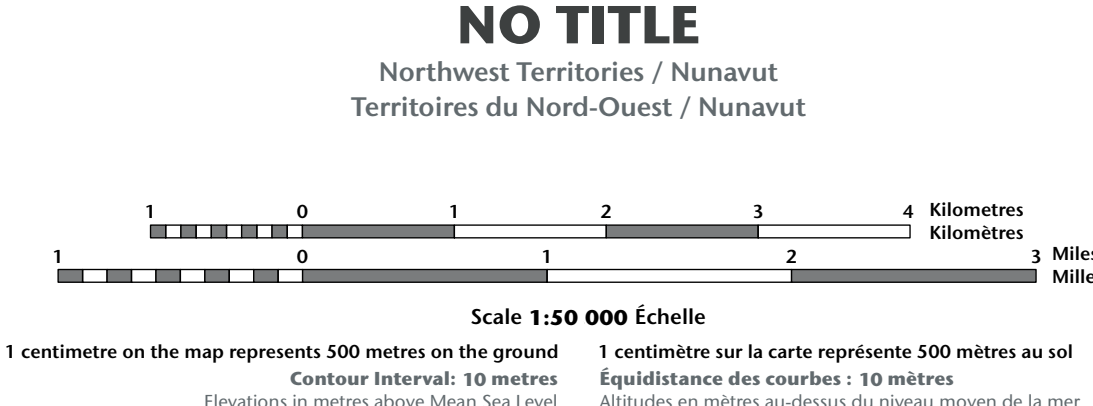 NO TITLE
Northwest Territories / Nunavut
Territoires du Nord-Ouest / Nunavut
1 0 1 2 3 4 Kilometres
Kilomètres
1 0 1 2 3 Miles
Mille
Scale 1:50 000 Échelle
1 centimetre on the map represents 500 metres on the ground
Contour Interval: 10 metres
Elevations in metres above Mean Sea Level
1 centimètre sur la carte représente 500 mètres au sol
Équidistance des courbes : 10 mètres
Altitudes en mètres au-dessus du niveau moyen de la mer